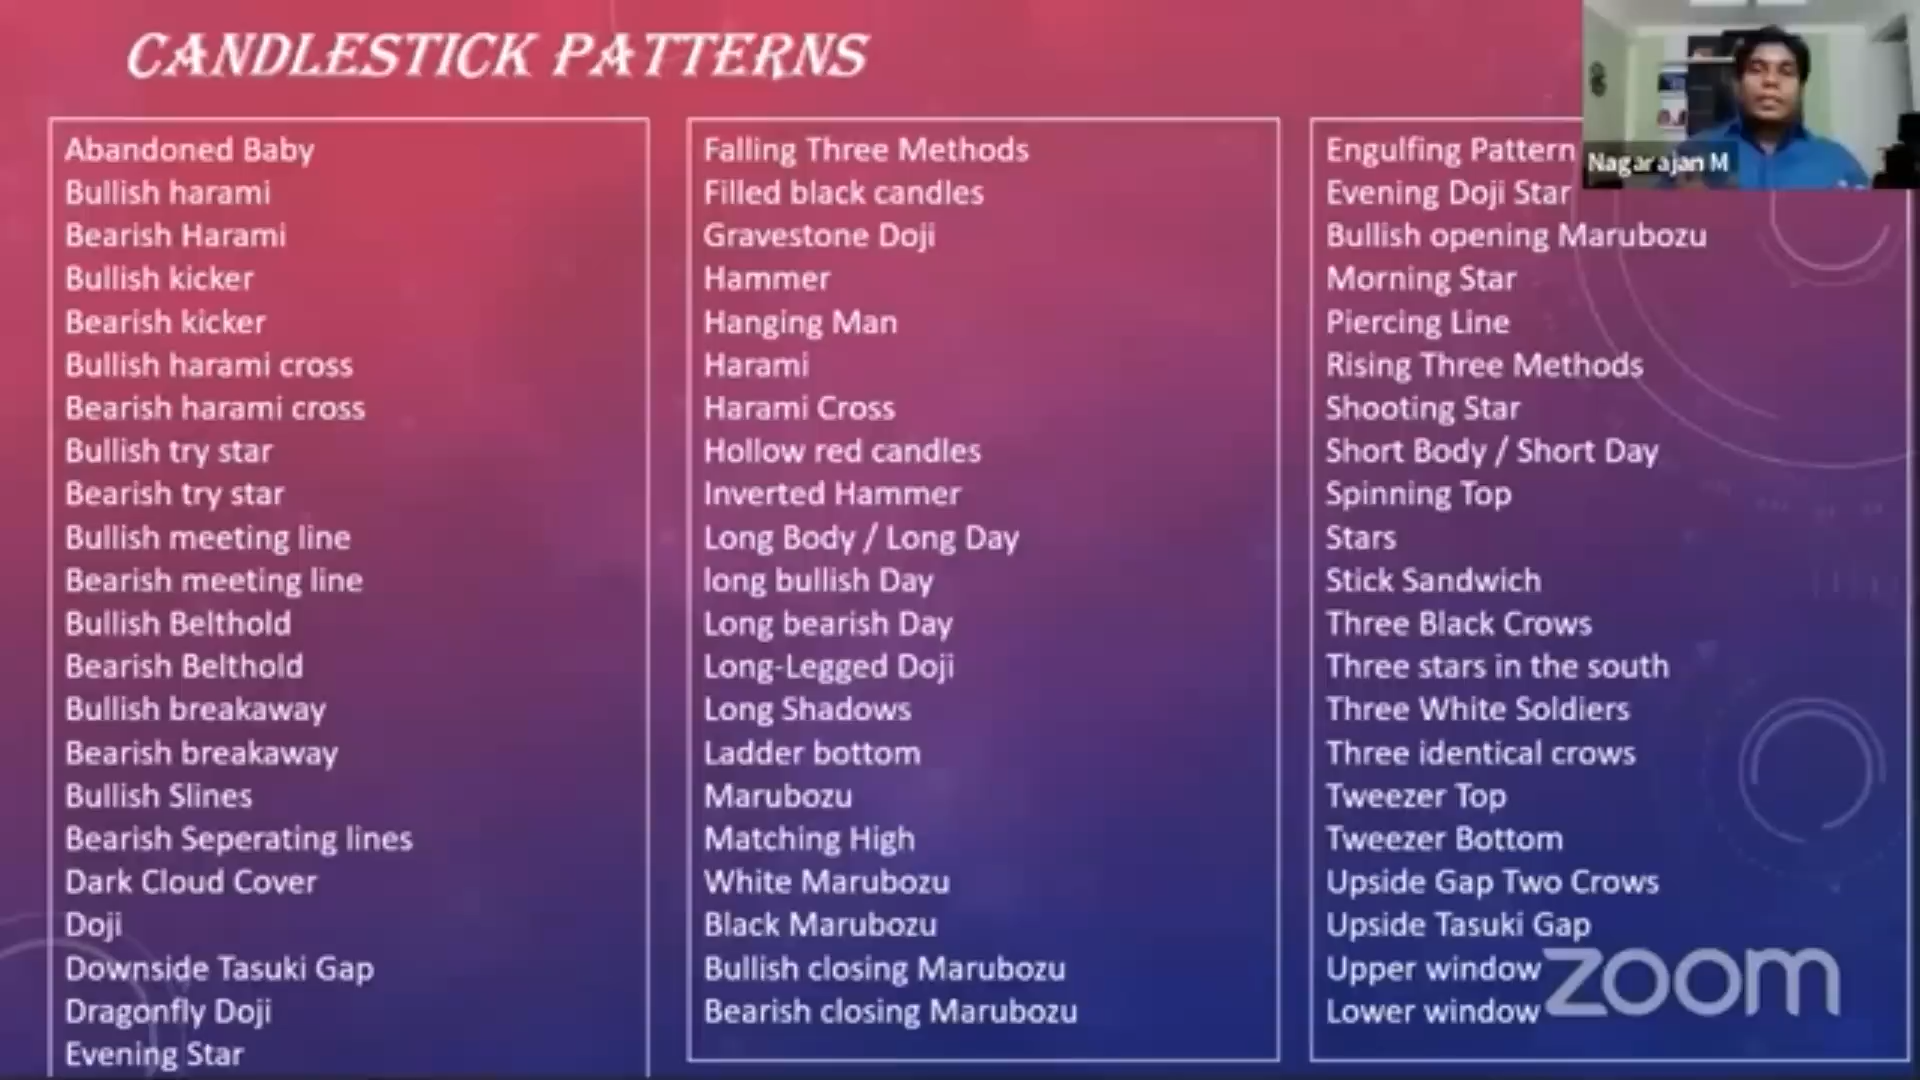 CANDLESTICK PATTERNS
Abandoned Baby
Bullish harami
Bearish Harami
Bullish kicker
Bearish kicker
Bullish harami cross
Bearish harami cross
Bullish try star
Bearish try star
Bullish meeting line
Bearish meeting line
Bullish Belthold
Bearish Belthold
Bullish breakaway
Bearish breakaway
Bullish Slines
Bearish Seperating lines
Dark Cloud Cover
Doji
Downside Tasuki Gap
Dragonfly Doji
Evening Star
Falling Three Methods
Filled black candles
Gravestone Doji
Hammer
Hanging Man
Harami
Harami Cross
Hollow red candles
Inverted Hammer
Long Body / Long Day
long bullish Day
Long bearish Day
Long-Legged Doji
Long Shadows
Ladder bottom
Marubozu
Matching High
White Marubozu
Black Marubozu
Bullish closing Marubozu
Bearish closing Marubozu
Engulfing Pattern
Evening Doji Star
Bullish opening Marubozu
Morning Star
Piercing Line
Rising Three Methods
Shooting Star
Short Body / Short Day
Spinning Top
Stars
Stick Sandwich
Three Black Crows
Three stars in the south
Three White Soldiers
Three identical crows
Tweezer Top
Tweezer Bottom
Upside Gap Two Crows
Upside Tasuki Gap
Upper window
Lower window
Nagarajan M
zoom